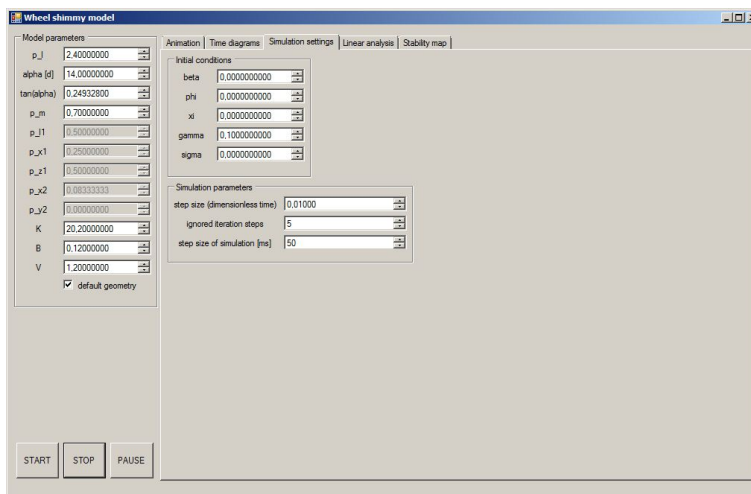 Wheel shimmy model
Model parameters
p_l 2,40000000
alpha [d] 14,00000000
tan(alpha) 0,24932800
p_m 0,70000000
p_l1 0,50000000
p_x1 0,25000000
p_z1 0,50000000
p_x2 0,08333333
p_y2 0,00000000
K 20,20000000
B 0,12000000
V 1,20000000
default geometry
START STOP PAUSE
Animation Time diagrams Simulation settings Linear analysis Stability map
Initial conditions
beta 0,0000000000
phi 0,0000000000
xi 0,0000000000
gamma 0,1000000000
sigma 0,0000000000
Simulation parameters
step size (dimensionless time) 0,01000
ignored iteration steps 5
step size of simulation [ms] 50